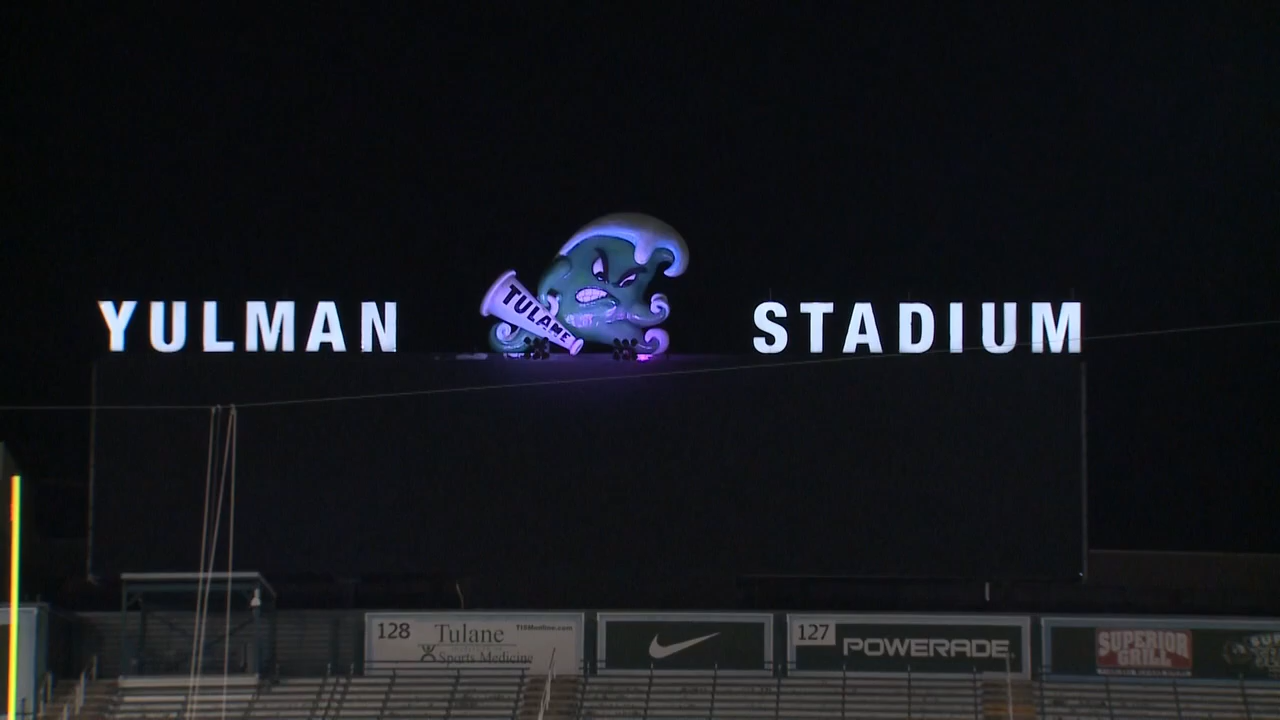 YULMAN STADIUM
TULANE
128
Tulane
Sports Medicine
127
POWERADE
SUPERIOR
GRILL